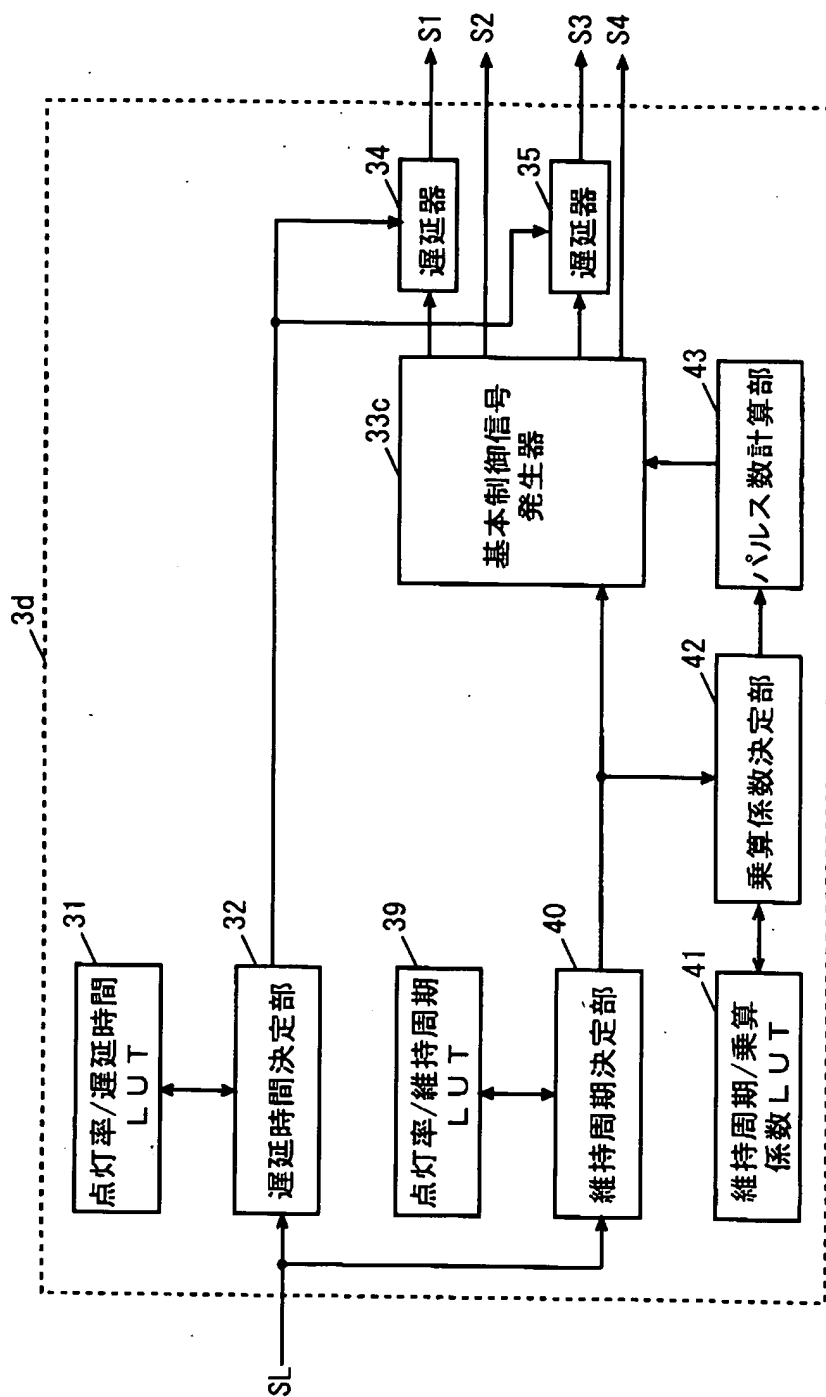 3d
SL
31
点灯率/遅延時間
LUT
32
遅延時間決定部
39
点灯率/維持周期
LUT
40
維持周期決定部
41
維持周期/乗算
係数LUT
42
乗算係数決定部
43
パルス数計算部
33c
基本制御信号
発生器
34
遅延器
35
遅延器
S1
S2
S3
S4